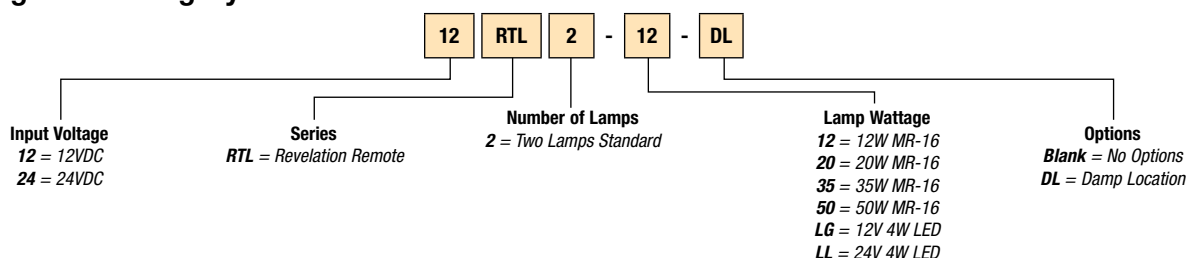 12 RTL 2 - 12 - DL
Input Voltage
12 = 12VDC
24 = 24VDC
Series
RTL = Revelation Remote
Number of Lamps
2 = Two Lamps Standard
Lamp Wattage
12 = 12W MR-16
20 = 20W MR-16
35 = 35W MR-16
50 = 50W MR-16
LG = 12V 4W LED
LL = 24V 4W LED
Options
Blank = No Options
DL = Damp Location